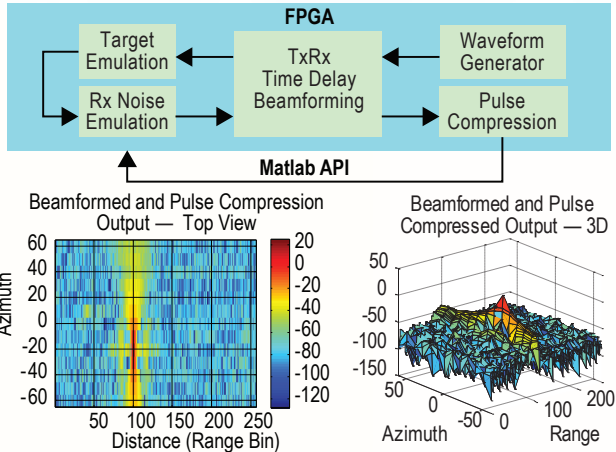 FPGA
Target
Emulation
TxRx
Time Delay
Beamforming
Waveform
Generator
Rx Noise
Emulation
Pulse
Compression
Matlab API
Beamformed and Pulse Compression
Output — Top View
Azimuth
60
40
20
0
-20
-40
-60
50 100 150 200 250
Distance (Range Bin)
20
0
-20
-40
-60
-80
-100
-120
Beamformed and Pulse
Compressed Output — 3D
50
0
-50
-100
-150
50
0
-50
Azimuth
0
100
200
Range